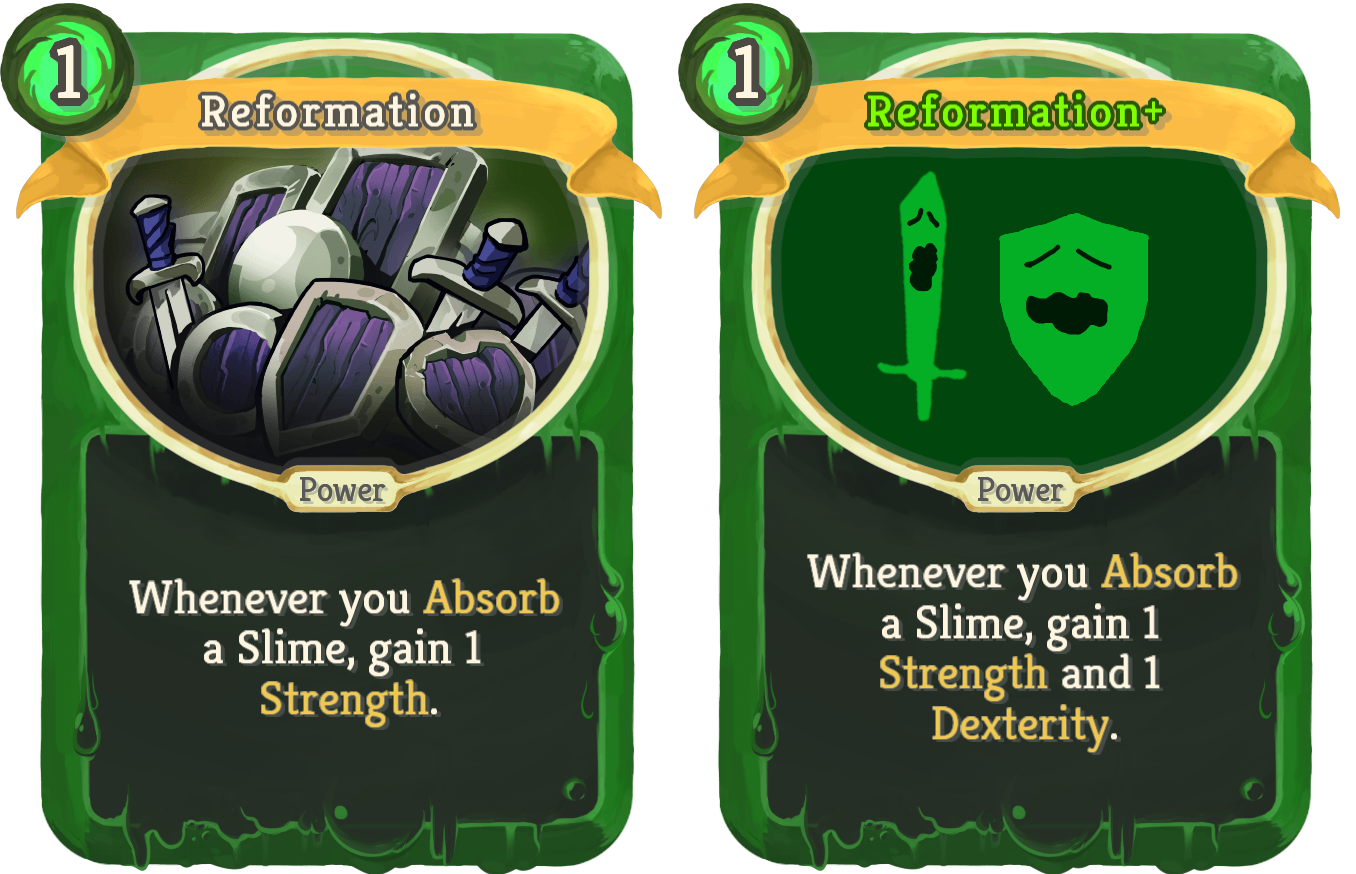 1
Reformation
Power
Whenever you Absorb
a Slime, gain 1
Strength.
1
Reformation+
Power
Whenever you Absorb
a Slime, gain 1
Strength and 1
Dexterity.